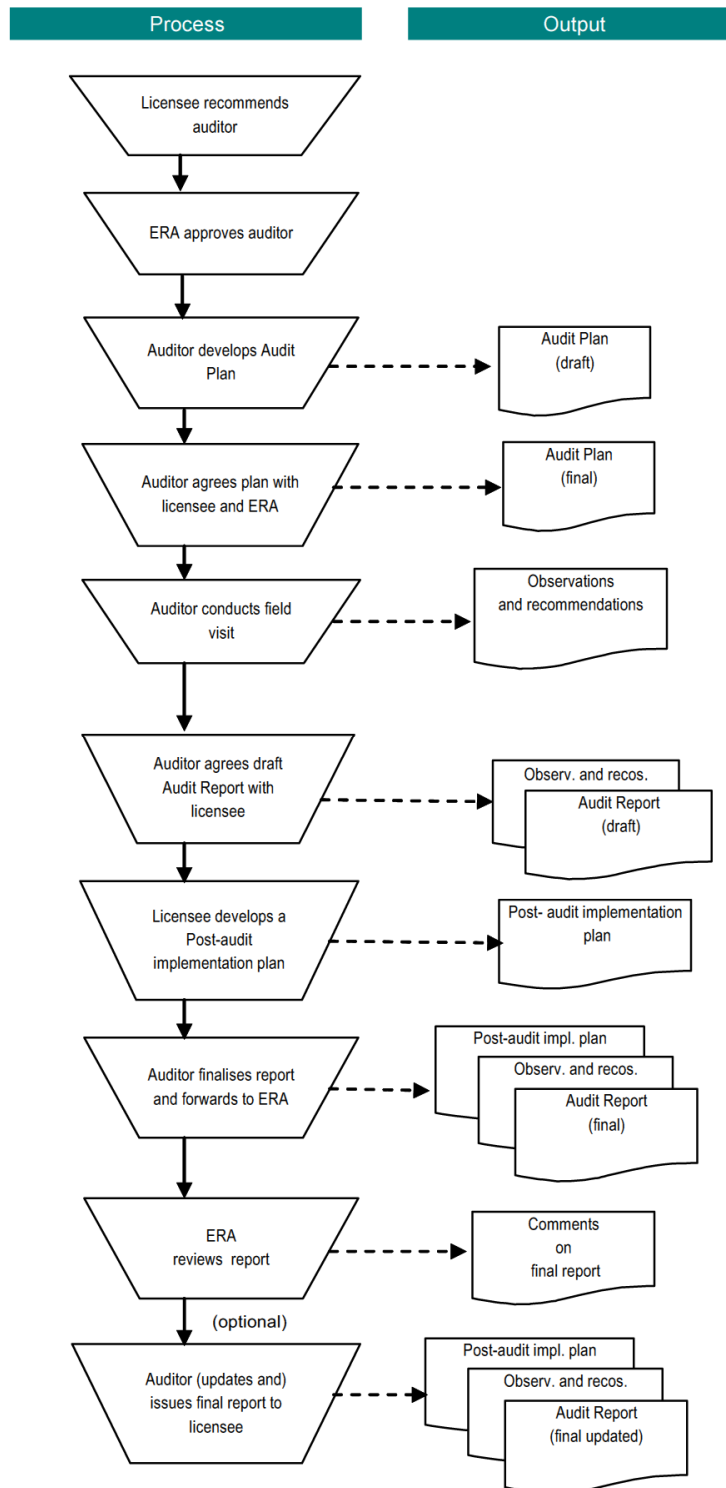 Process
Output
Licensee recommends
auditor
ERA approves auditor
Auditor develops Audit
Plan
Audit Plan
(draft)
Auditor agrees plan with
licensee and ERA
Audit Plan
(final)
Auditor conducts field
visit
Observations
and recommendations
Auditor agrees draft
Audit Report with
licensee
Observ. and recos.
Audit Report
(draft)
Licensee develops a
Post-audit
implementation plan
Post- audit implementation
plan
Auditor finalises report
and forwards to ERA
Post-audit impl. plan
Observ. and recos.
Audit Report
(final)
ERA
reviews report
Comments
on
final report
(optional)
Auditor (updates and)
issues final report to
licensee
Post-audit impl. plan
Observ. and recos.
Audit Report
(final updated)